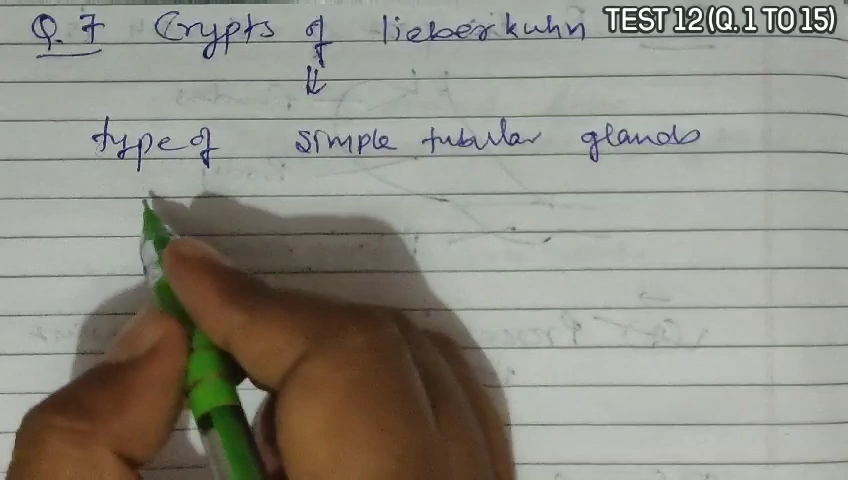 TEST 12 (Q. 1 TO 15)
Q. 7 Crypts of lieberkuhn
type of simple tubular glands